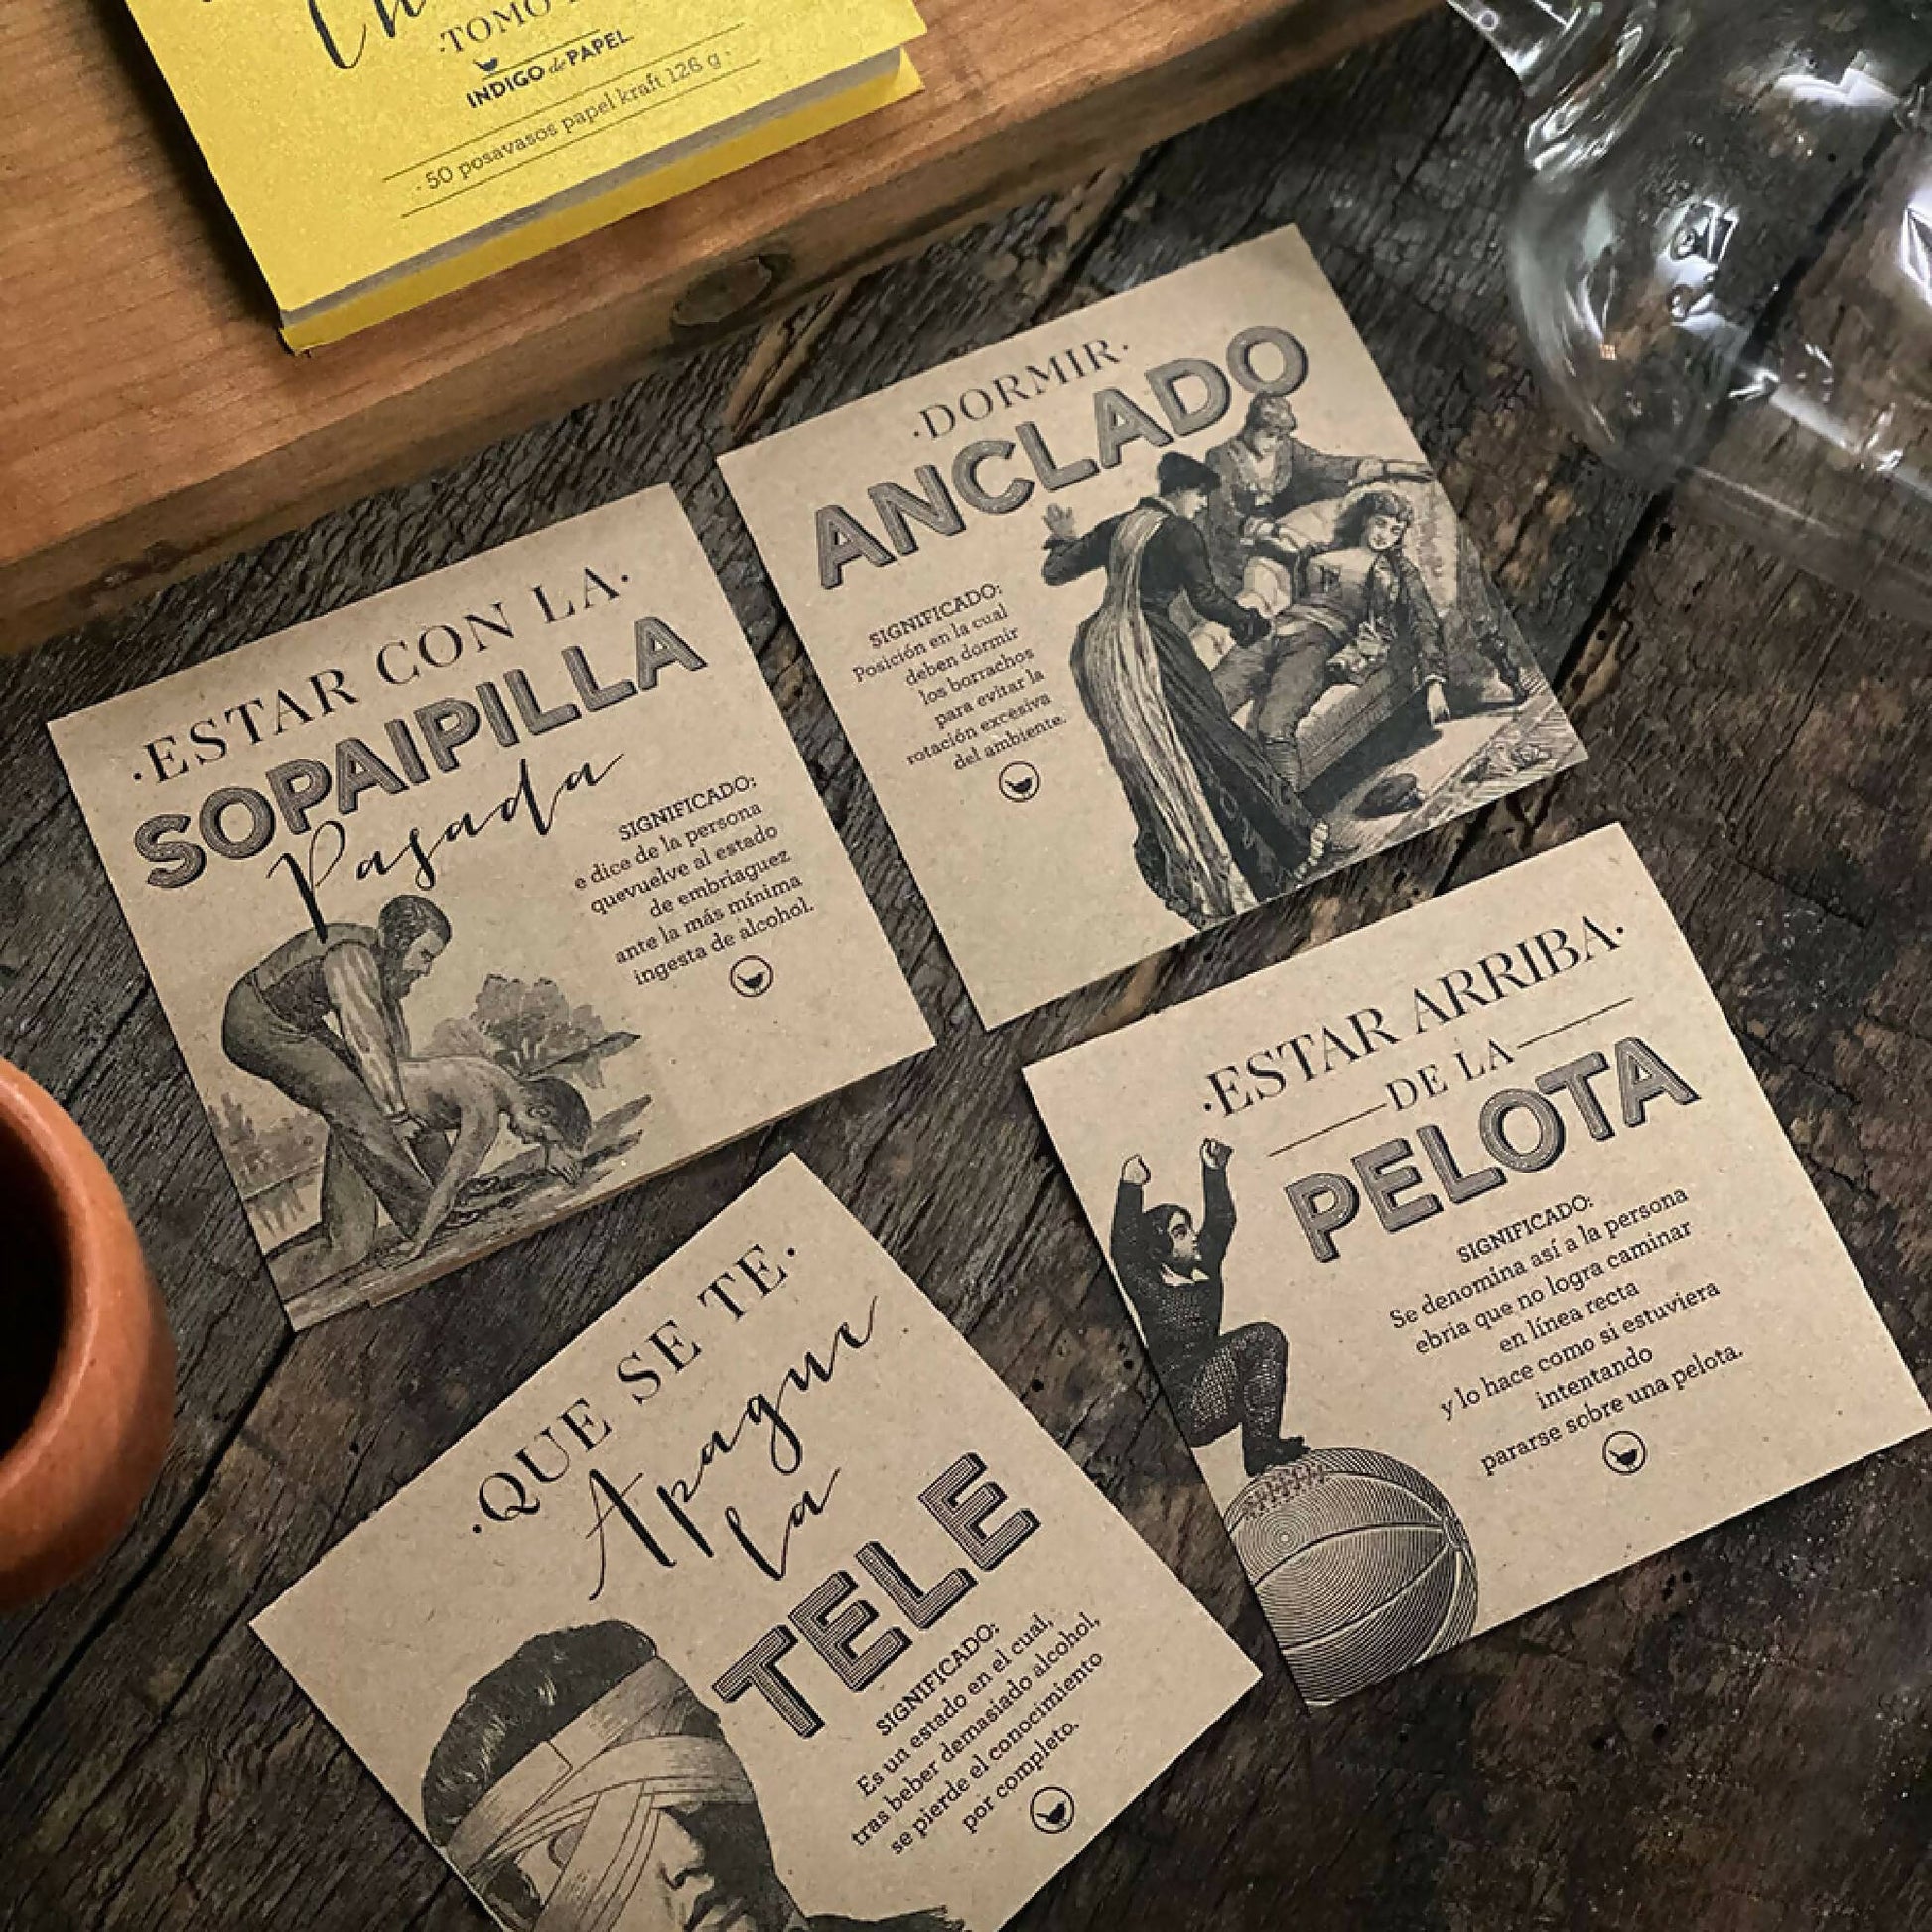 TOMO
INDIGO de PAPEL
· 50 posavasos papel kraft 126 g ·
·DORMIR·
ANCLADO
SIGNIFICADO:
Posición en la cual
deben dormir
los borrachos
para evitar la
rotación excesiva
del ambiente.
·ESTAR CON LA·
SOPAIPILLA
Pasada
SIGNIFICADO:
e dice de la persona
quevuelve al estado
de embriaguez
ante la más mínima
ingesta de alcohol.
·ESTAR ARRIBA·
DE LA
PELOTA
SIGNIFICADO:
Se denomina así a la persona
ebria que no logra caminar
en línea recta
y lo hace como si estuviera
intentando
pararse sobre una pelota.
·QUE SE TE·
Apague
la
TELE
SIGNIFICADO:
Es un estado en el cual,
tras beber demasiado alcohol,
se pierde el conocimiento
por completo.